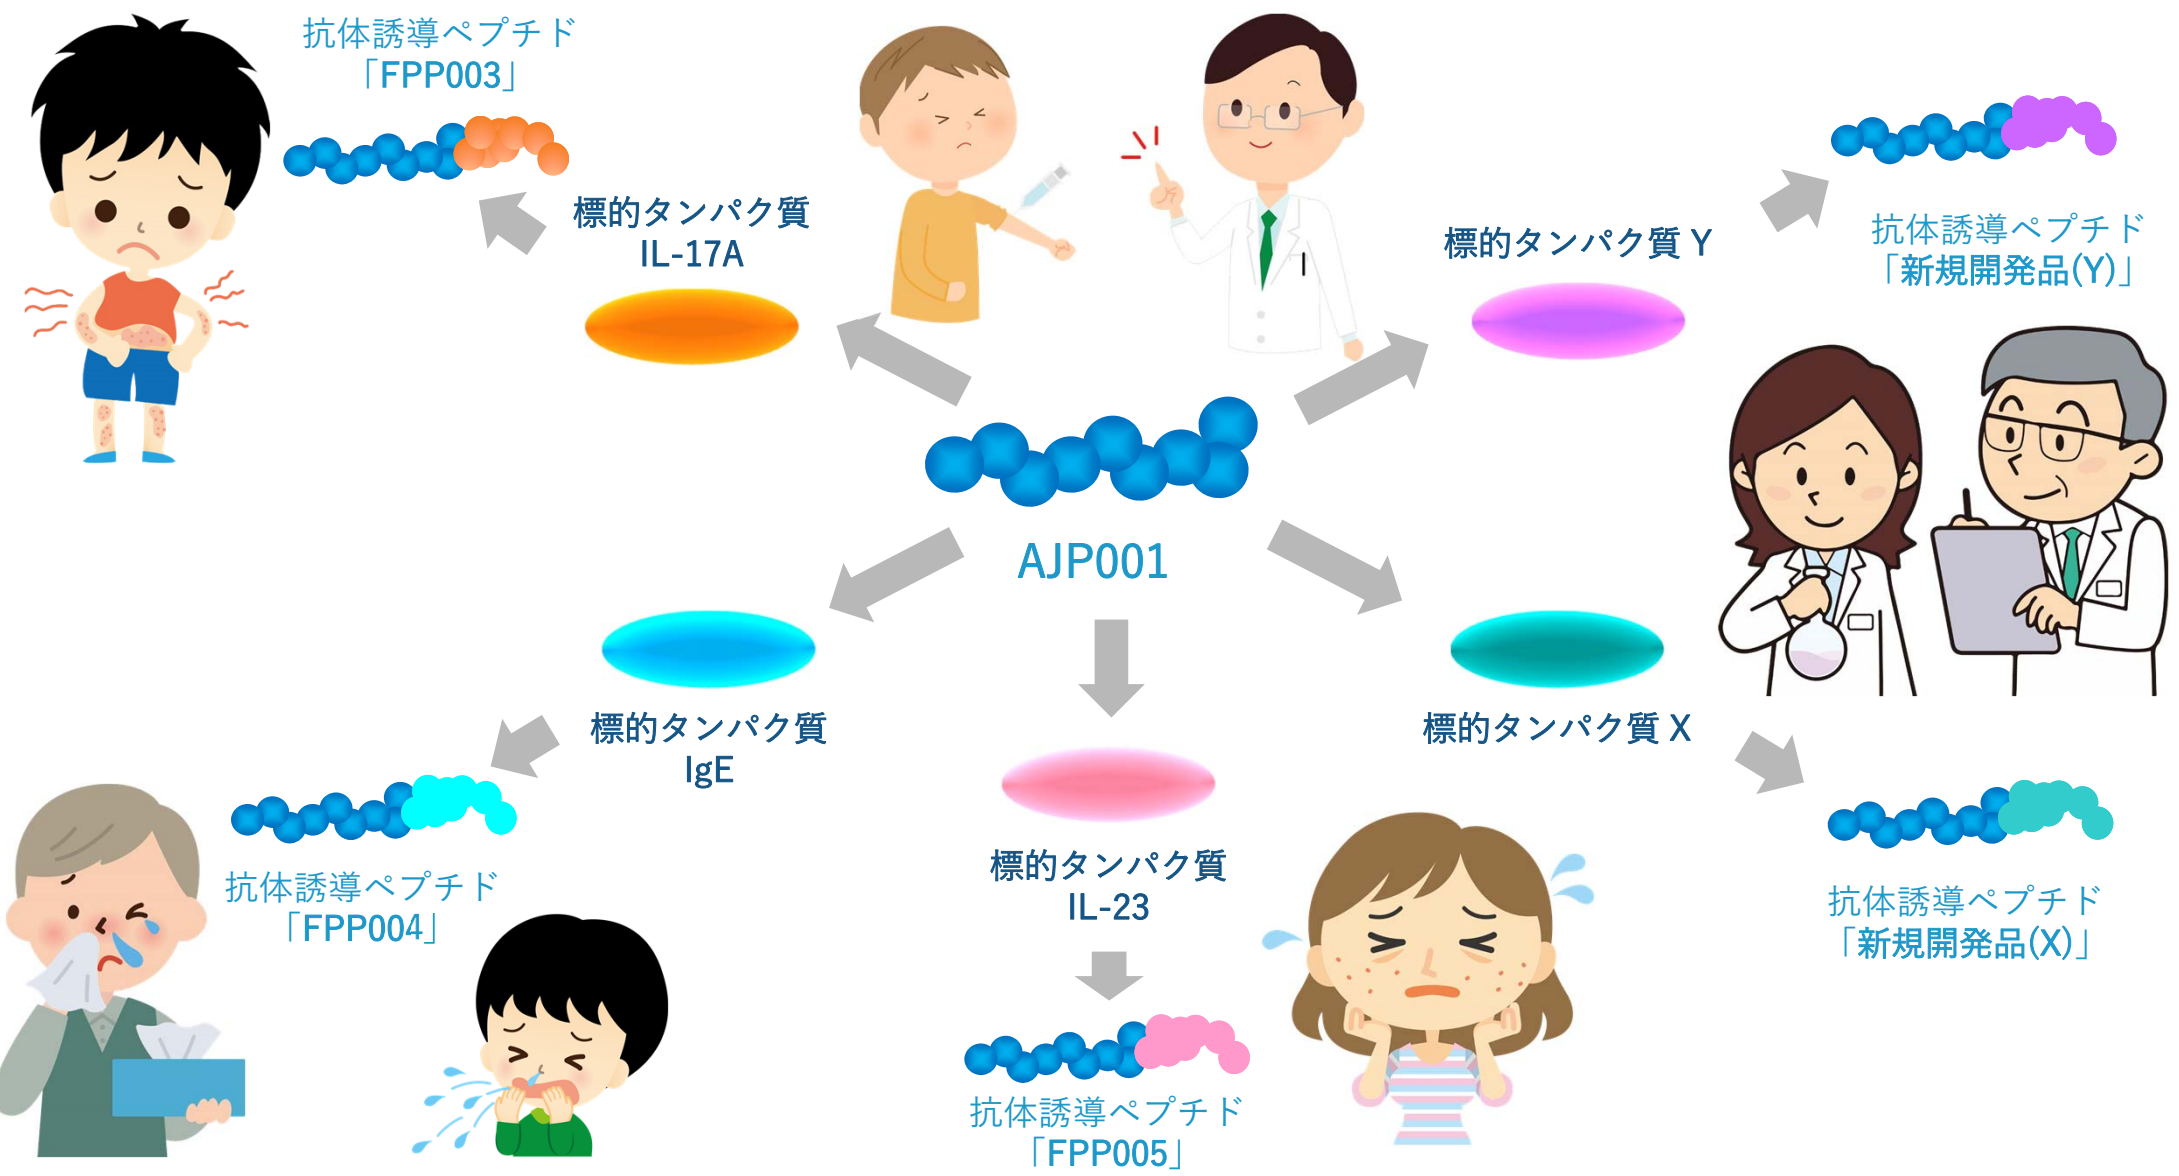 抗体誘導ペプチド
「FPP003」
標的タンパク質
IL-17A
標的タンパク質 Y
抗体誘導ペプチド
「新規開発品(Y)」
AJP001
標的タンパク質
IgE
標的タンパク質 X
抗体誘導ペプチド
「FPP004」
標的タンパク質
IL-23
抗体誘導ペプチド
「新規開発品(X)」
抗体誘導ペプチド
「FPP005」